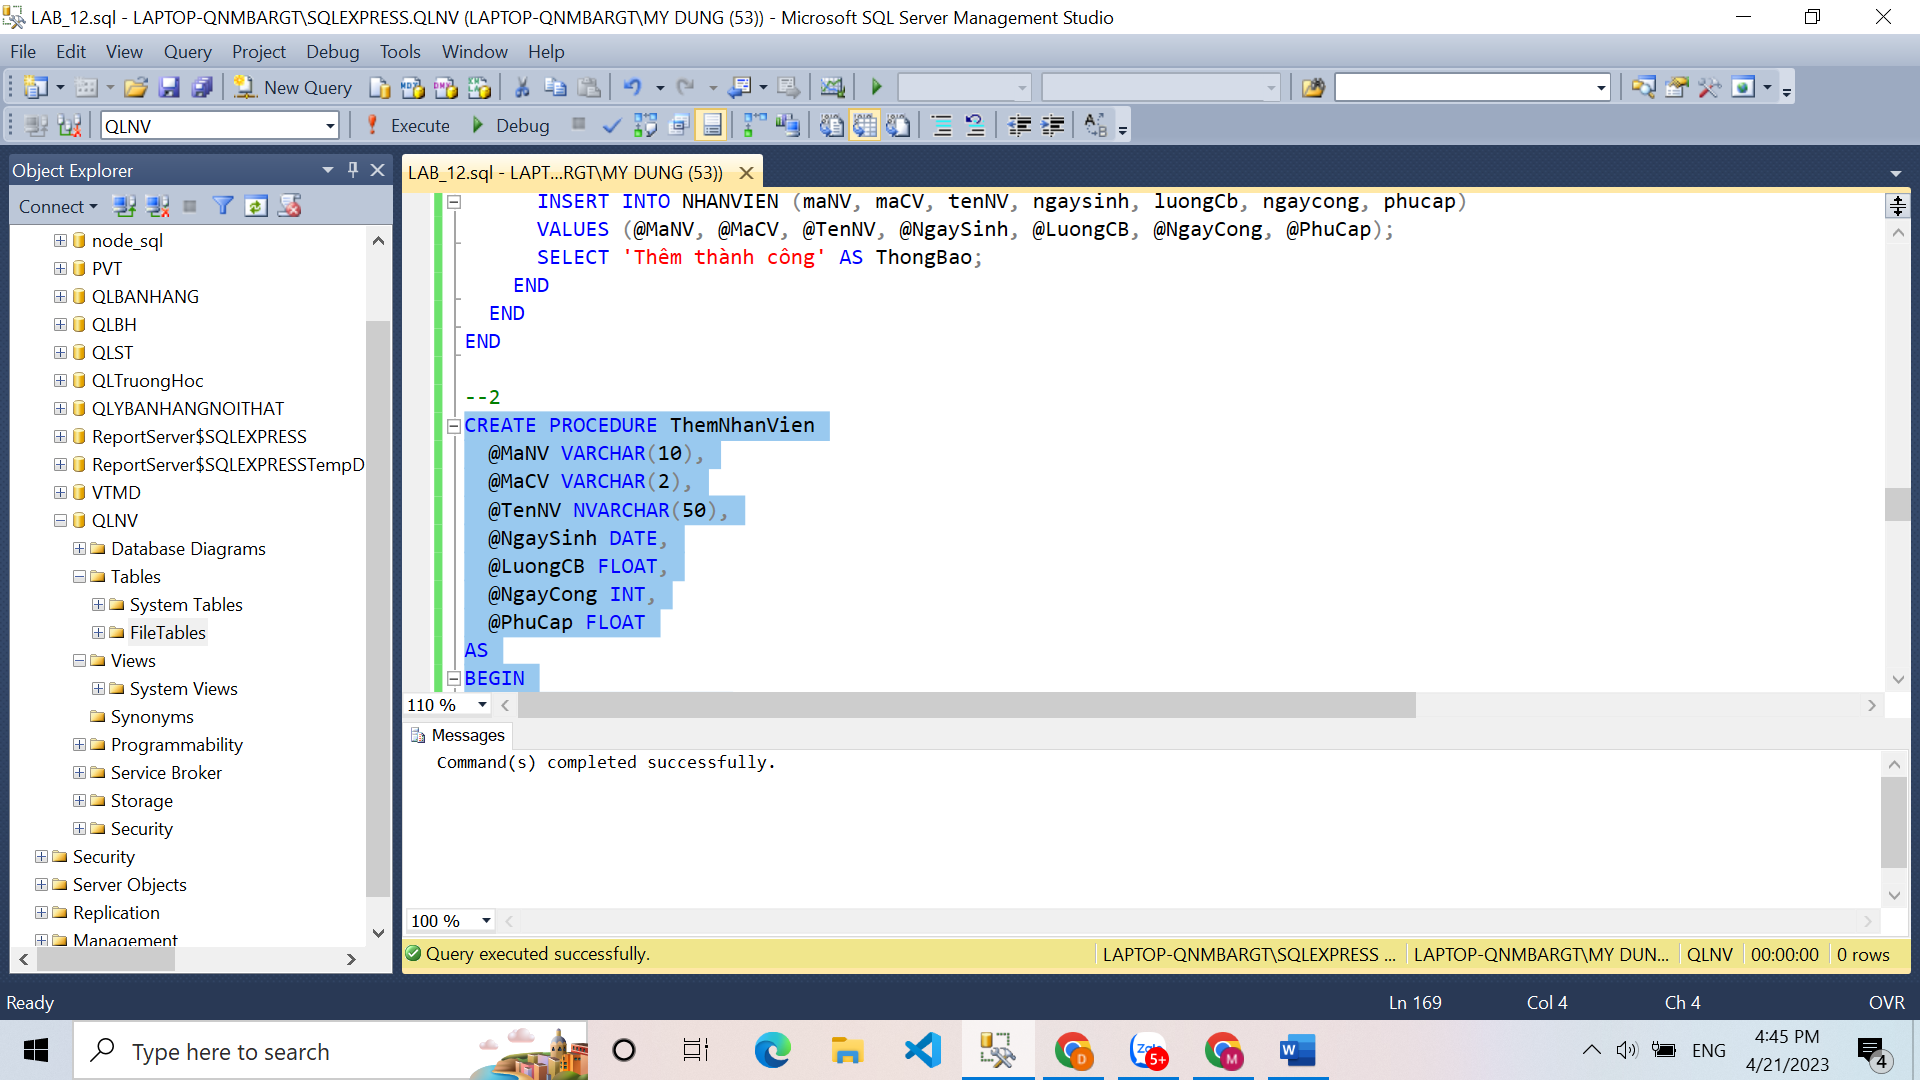 LAB_12.sql - LAPTOP-QNMBARGT\SQLEXPRESS.QLNV (LAPTOP-QNMBARGT\MY DUNG (53)) - Microsoft SQL Server Management Studio
File Edit View Query Project Debug Tools Window Help
New Query
QLNV Execute Debug
Object Explorer
Connect
node_sql
PVT
QLBANHANG
QLBH
QLST
QLTruongHoc
QLYBANHANGNOITHAT
ReportServer$SQLEXPRESS
ReportServer$SQLEXPRESSTempD
VTMD
QLNV
Database Diagrams
Tables
System Tables
FileTables
Views
System Views
Synonyms
Programmability
Service Broker
Storage
Security
Security
Server Objects
Replication
Management
LAB_12.sql - LAPT...RGT\MY DUNG (53))
INSERT INTO NHANVIEN (maNV, maCV, tenNV, ngaysinh, luongCb, ngaycong, phucap)
VALUES (@MaNV, @MaCV, @TenNV, @NgaySinh, @LuongCB, @NgayCong, @PhuCap);
SELECT 'Thêm thành công' AS ThongBao;
END
END
END
--2
CREATE PROCEDURE ThemNhanVien
@MaNV VARCHAR(10),
@MaCV VARCHAR(2),
@TenNV NVARCHAR(50),
@NgaySinh DATE,
@LuongCB FLOAT,
@NgayCong INT,
@PhuCap FLOAT
AS
BEGIN
110 %
Messages
Command(s) completed successfully.
100 %
Query executed successfully. LAPTOP-QNMBARGT\SQLEXPRESS ... LAPTOP-QNMBARGT\MY DUN... QLNV 00:00:00 0 rows
Ready Ln 169 Col 4 Ch 4 OVR
Type here to search
D
Zalo
5+
M
W
ENG
4:45 PM
4/21/2023
4